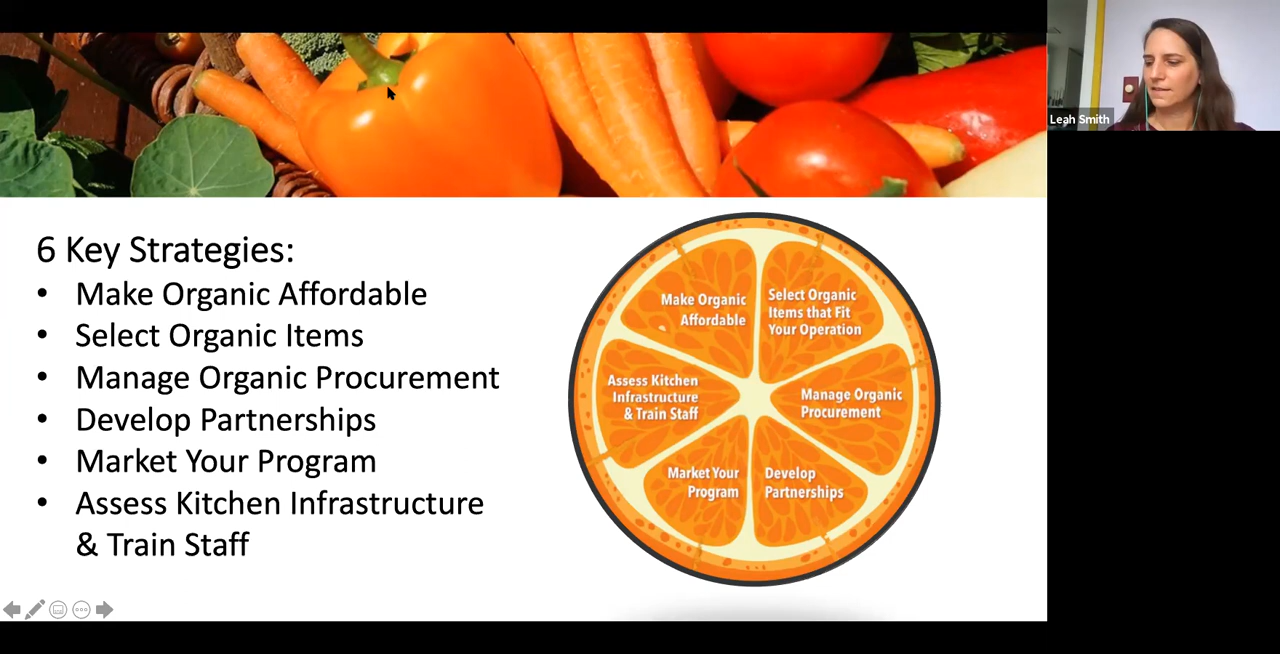 Leah Smith
6 Key Strategies:
• Make Organic Affordable
• Select Organic Items
• Manage Organic Procurement
• Develop Partnerships
• Market Your Program
• Assess Kitchen Infrastructure
& Train Staff
Make Organic
Affordable
Select Organic
Items that Fit
Your Operation
Manage Organic
Procurement
Develop
Partnerships
Market Your
Program
Assess Kitchen
Infrastructure
& Train Staff